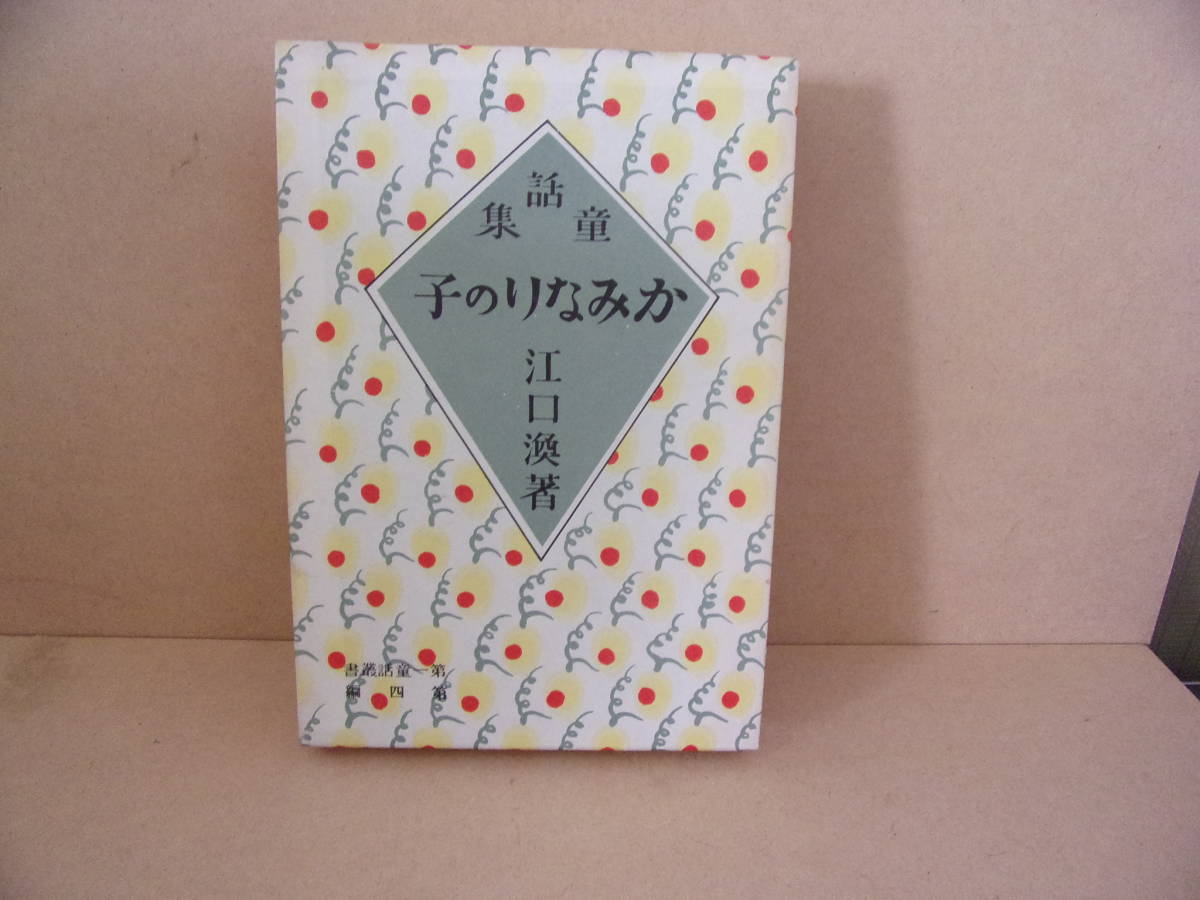 童話集
かみなりの子
江口渙著
第一童話叢書
第四編